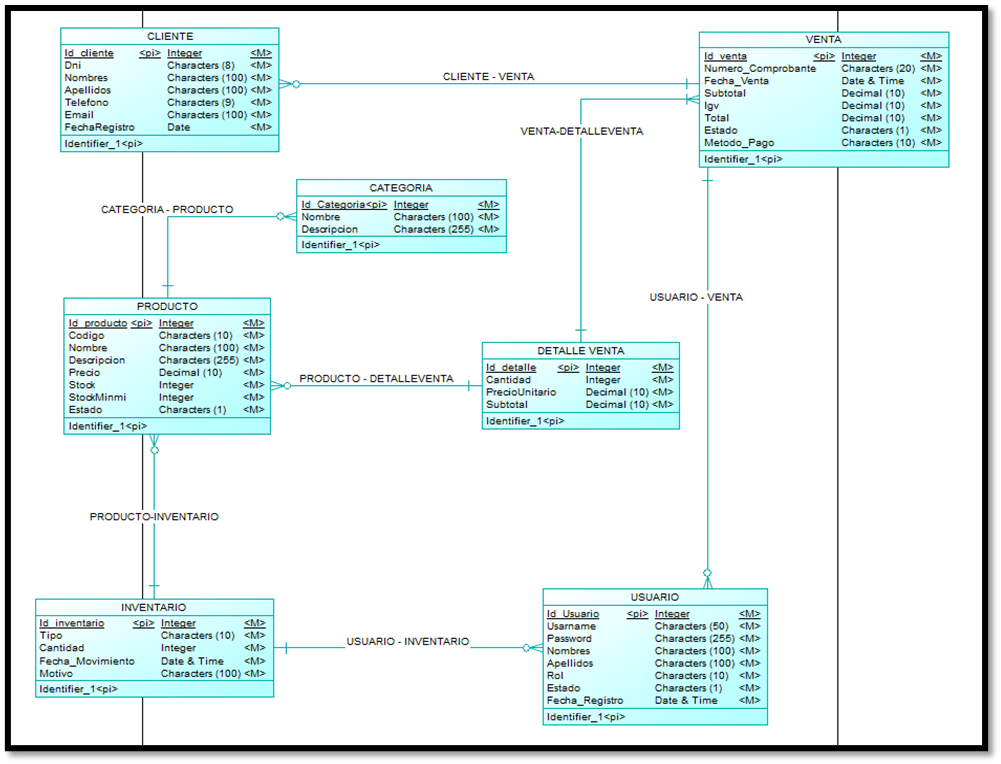 CLIENTE
Id_cliente <pi> Integer <M>
Dni Characters (8) <M>
Nombres Characters (100) <M>
Apellidos Characters (100) <M>
Telefono Characters (9) <M>
Email Characters (100) <M>
FechaRegistro Date <M>
Identifier_1<pi>
CLIENTE - VENTA
VENTA
Id_venta <pi> Integer <M>
Numero_Comprobante Characters (20) <M>
Fecha_Venta Date & Time <M>
Subtotal Decimal (10) <M>
Igv Decimal (10) <M>
Total Decimal (10) <M>
Estado Characters (1) <M>
Metodo_Pago Characters (10) <M>
Identifier_1<pi>
VENTA-DETALLEVENTA
CATEGORIA
Id_Categoria<pi> Integer <M>
Nombre Characters (100) <M>
Descripcion Characters (255) <M>
Identifier_1<pi>
CATEGORIA - PRODUCTO
USUARIO - VENTA
PRODUCTO
Id_producto <pi> Integer <M>
Codigo Characters (10) <M>
Nombre Characters (100) <M>
Descripcion Characters (255) <M>
Precio Decimal (10) <M>
Stock Integer <M>
StockMinmi Integer <M>
Estado Characters (1) <M>
Identifier_1<pi>
PRODUCTO - DETALLEVENTA
DETALLE VENTA
Id_detalle <pi> Integer <M>
Cantidad Integer <M>
PrecioUnitario Decimal (10) <M>
Subtotal Decimal (10) <M>
Identifier_1<pi>
PRODUCTO-INVENTARIO
INVENTARIO
Id_inventario <pi> Integer <M>
Tipo Characters (10) <M>
Cantidad Integer <M>
Fecha_Movimiento Date & Time <M>
Motivo Characters (100) <M>
Identifier_1<pi>
USUARIO - INVENTARIO
USUARIO
Id_Usuario <pi> Integer <M>
Usarname Characters (50) <M>
Password Characters (255) <M>
Nombres Characters (100) <M>
Apellidos Characters (100) <M>
Rol Characters (10) <M>
Estado Characters (1) <M>
Fecha_Registro Date & Time <M>
Identifier_1<pi>